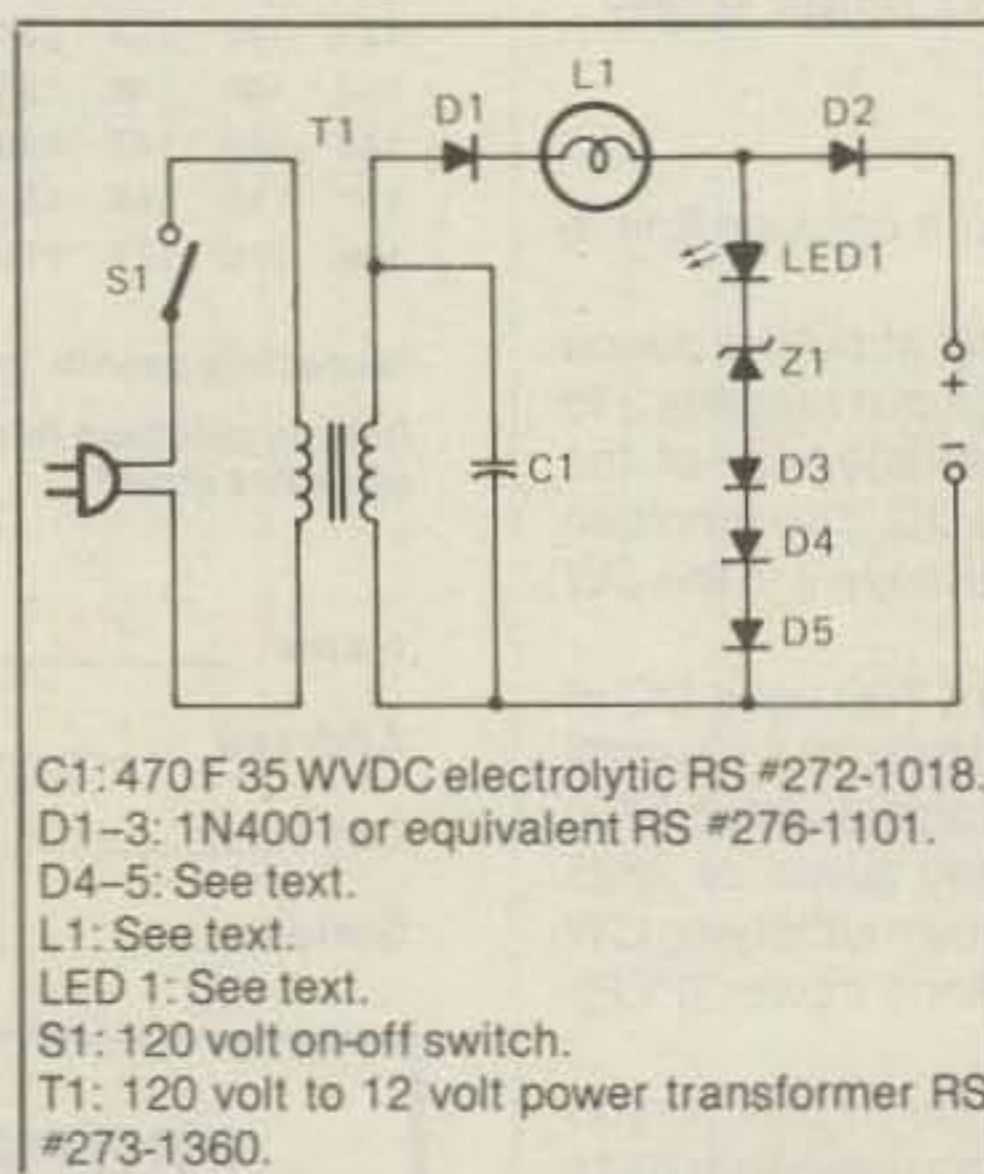 L1
D1
D2
T1
S1
LED1
Z1
+
C1
–
D3
D4
D5
C1: 470 F 35 WVDC electrolytic RS #272-1018.
D1–3: 1N4001 or equivalent RS #276-1101.
D4–5: See text.
L1: See text.
LED 1: See text.
S1: 120 volt on-off switch.
T1: 120 volt to 12 volt power transformer RS
#273-1360.